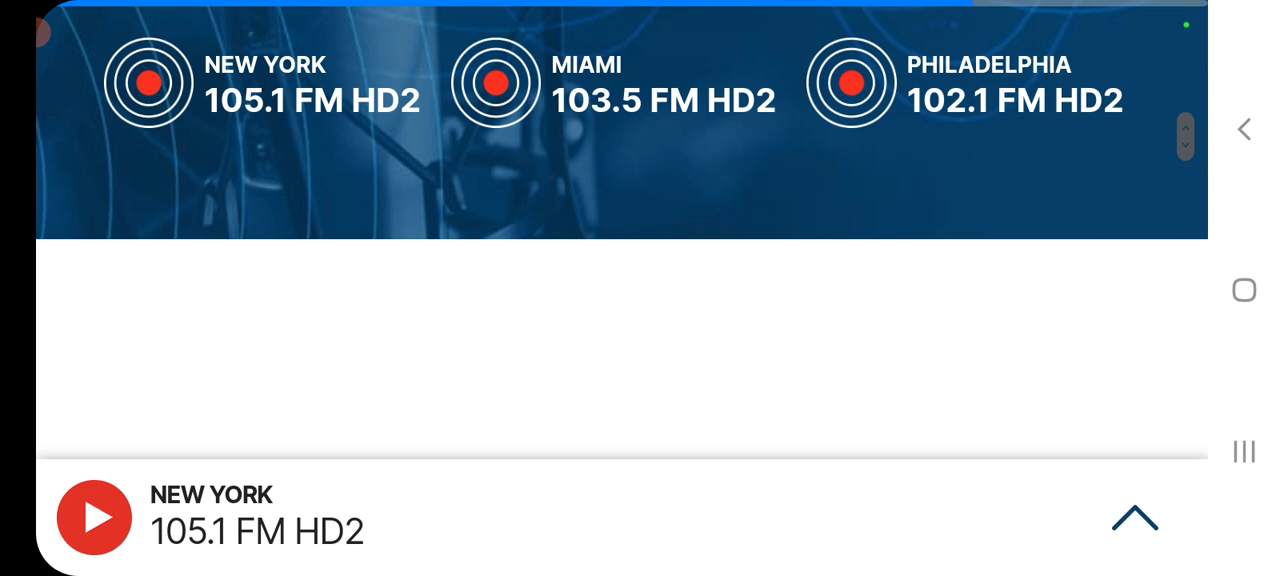 NEW YORK
105.1 FM HD2
MIAMI
103.5 FM HD2
PHILADELPHIA
102.1 FM HD2
NEW YORK
105.1 FM HD2